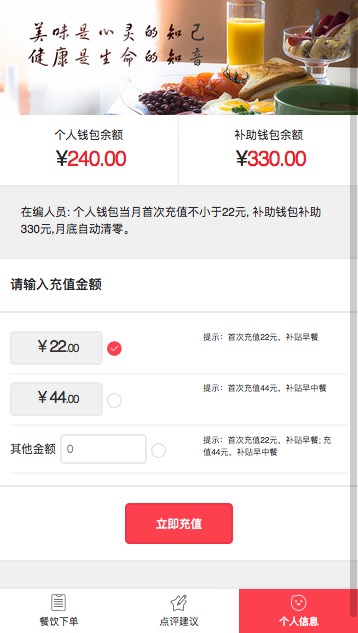 美味是心灵的知己
健康是生命的知音
个人钱包余额
补助钱包余额
¥240.00
¥330.00
在编人员: 个人钱包当月首次充值不小于22元, 补助钱包补助
330元,月底自动清零。
请输入充值金额
¥22.00
提示：首次充值22元，补贴早餐
¥44.00
提示：首次充值44元，补贴早中餐
其他金额
0
提示：首次充值22元，补贴早餐; 充
值44元，补贴早中餐
立即充值
餐饮下单
点评建议
个人信息